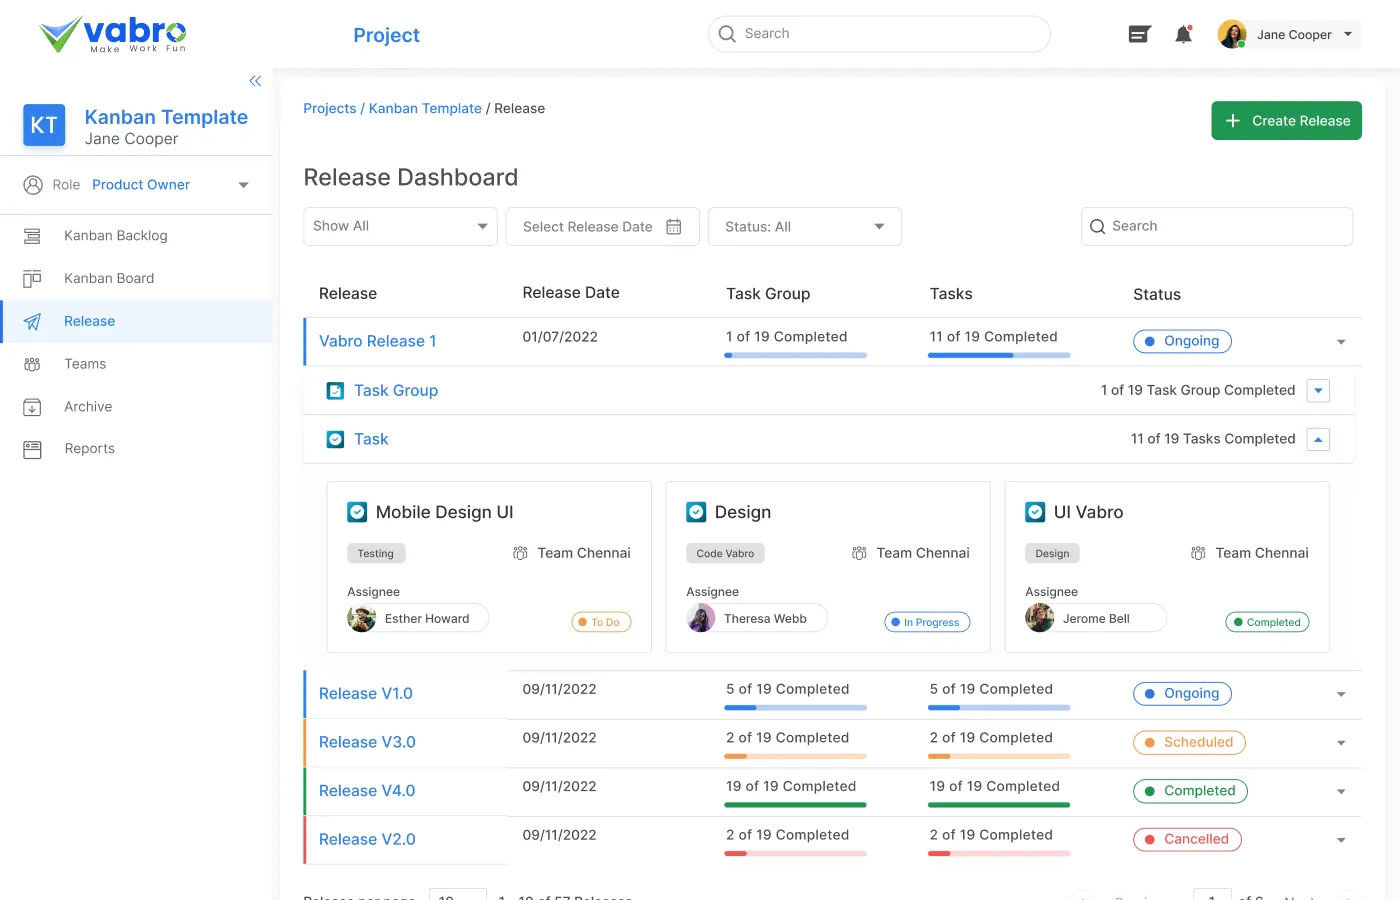 vabro
Make Work Fun
Project
Search
Jane Cooper
KT
Kanban Template
Jane Cooper
Projects / Kanban Template / Release
Create Release
Role Product Owner
Release Dashboard
Kanban Backlog
Kanban Board
Release
Teams
Archive
Reports
Show All
Select Release Date
Status: All
Search
Release Release Date Task Group Tasks Status
Vabro Release 1 01/07/2022 1 of 19 Completed 11 of 19 Completed Ongoing
Task Group 1 of 19 Task Group Completed
Task 11 of 19 Tasks Completed
Mobile Design UI
Testing Team Chennai
Assignee
Esther Howard To Do
Design
Code Vabro Team Chennai
Assignee
Theresa Webb In Progress
UI Vabro
Design Team Chennai
Assignee
Jerome Bell Completed
Release V1.0 09/11/2022 5 of 19 Completed 5 of 19 Completed Ongoing
Release V3.0 09/11/2022 2 of 19 Completed 2 of 19 Completed Scheduled
Release V4.0 09/11/2022 19 of 19 Completed 19 of 19 Completed Completed
Release V2.0 09/11/2022 2 of 19 Completed 2 of 19 Completed Cancelled
Release per page 10 of 57 Releases